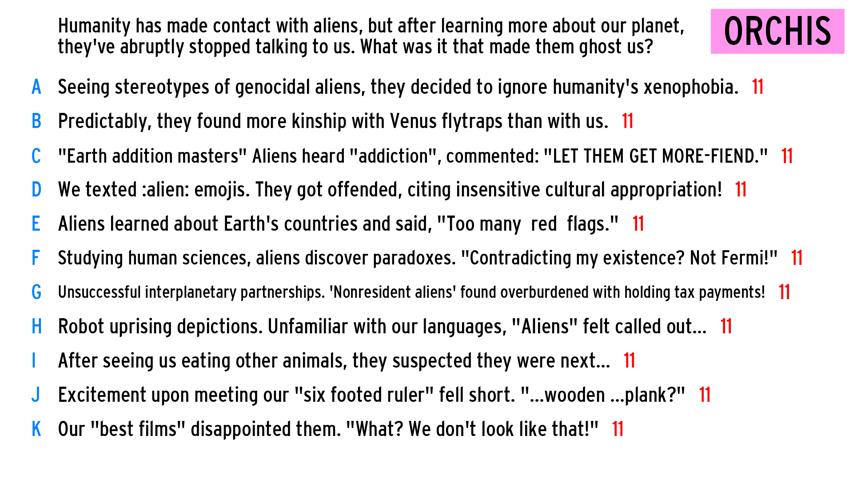 Humanity has made contact with aliens, but after learning more about our planet,
they've abruptly stopped talking to us. What was it that made them ghost us?
ORCHIS
A Seeing stereotypes of genocidal aliens, they decided to ignore humanity's xenophobia. 11
B Predictably, they found more kinship with Venus flytraps than with us. 11
C "Earth addition masters" Aliens heard "addiction", commented: "LET THEM GET MORE-FIEND." 11
D We texted :alien: emojis. They got offended, citing insensitive cultural appropriation! 11
E Aliens learned about Earth's countries and said, "Too many red flags." 11
F Studying human sciences, aliens discover paradoxes. "Contradicting my existence? Not Fermi!" 11
G Unsuccessful interplanetary partnerships. 'Nonresident aliens' found overburdened with holding tax payments! 11
H Robot uprising depictions. Unfamiliar with our languages, "Aliens" felt called out... 11
I After seeing us eating other animals, they suspected they were next... 11
J Excitement upon meeting our "six footed ruler" fell short. "...wooden ...plank?" 11
K Our "best films" disappointed them. "What? We don't look like that!" 11